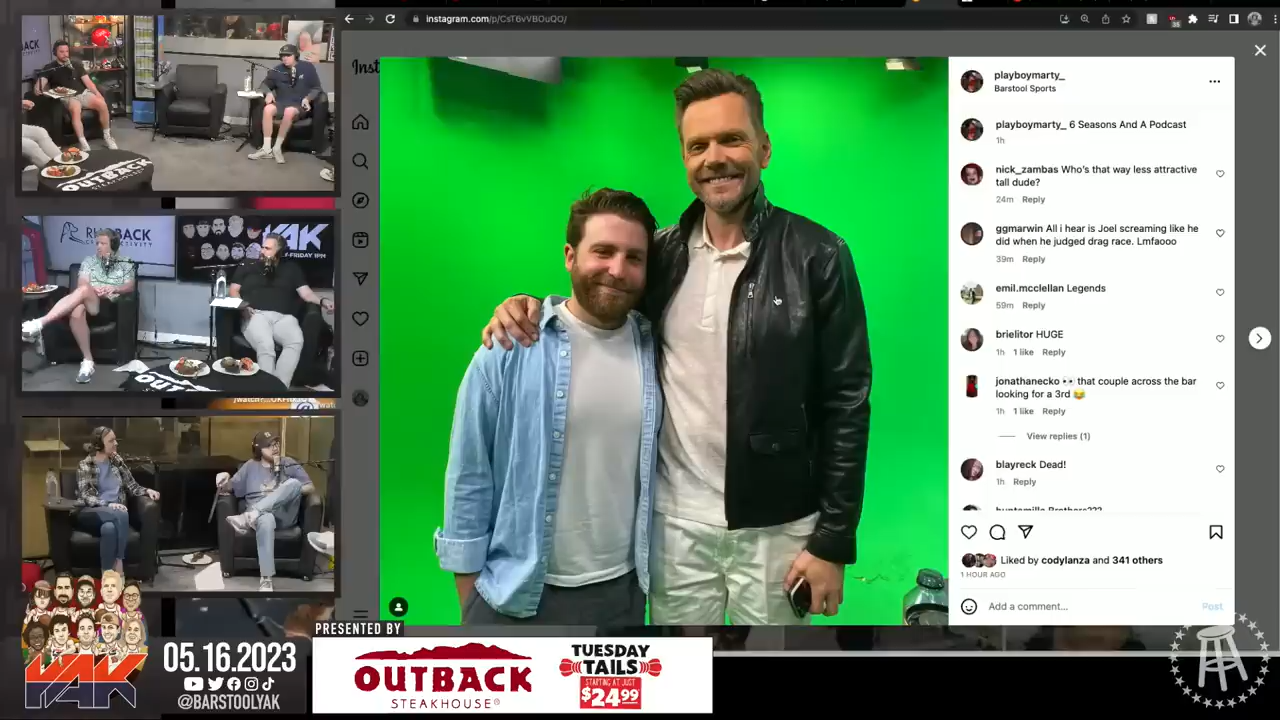 instagram.com/p/CsT6vVBOuQO/
Inst
playboymarty_
Barstool Sports
playboymarty_ 6 Seasons And A Podcast
1h
nick_zambas Who's that way less attractive
tall dude?
24m Reply
ggmarwin All i hear is Joel screaming like he
did when he judged drag race. Lmfaooo
39m Reply
emil.mcclellan Legends
59m Reply
brielitor HUGE
1h 1 like Reply
jonathanecko 👀 that couple across the bar
looking for a 3rd 😂
1h 1 like Reply
View replies (1)
blayreck Dead!
1h Reply
Liked by codylanza and 341 others
1 HOUR AGO
Add a comment...
Post
OUTBACK
YAK
YAK
05.16.2023
@BARSTOOLYAK
PRESENTED BY
OUTBACK
STEAKHOUSE®
TUESDAY
TAILS
STARTING AT JUST
$24.99